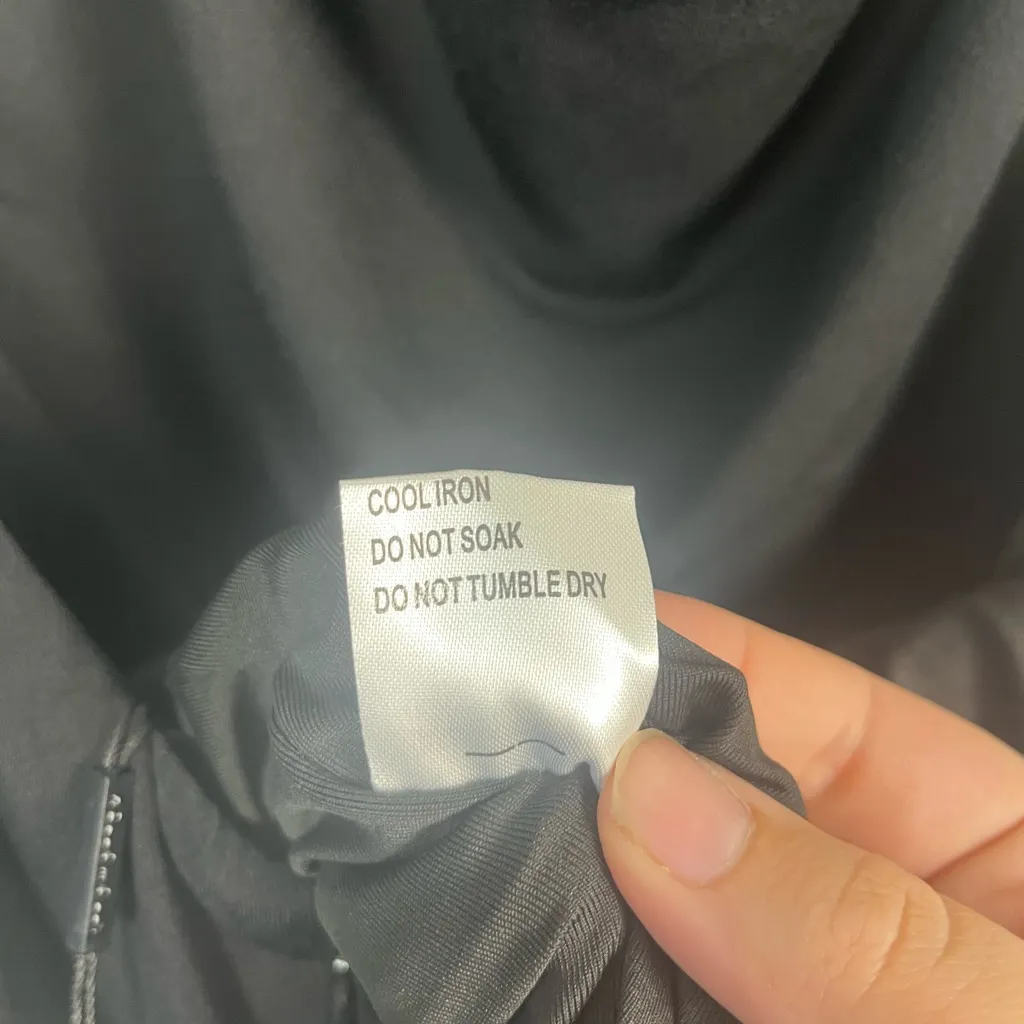 COOL IRON
DO NOT SOAK
DO NOT TUMBLE DRY